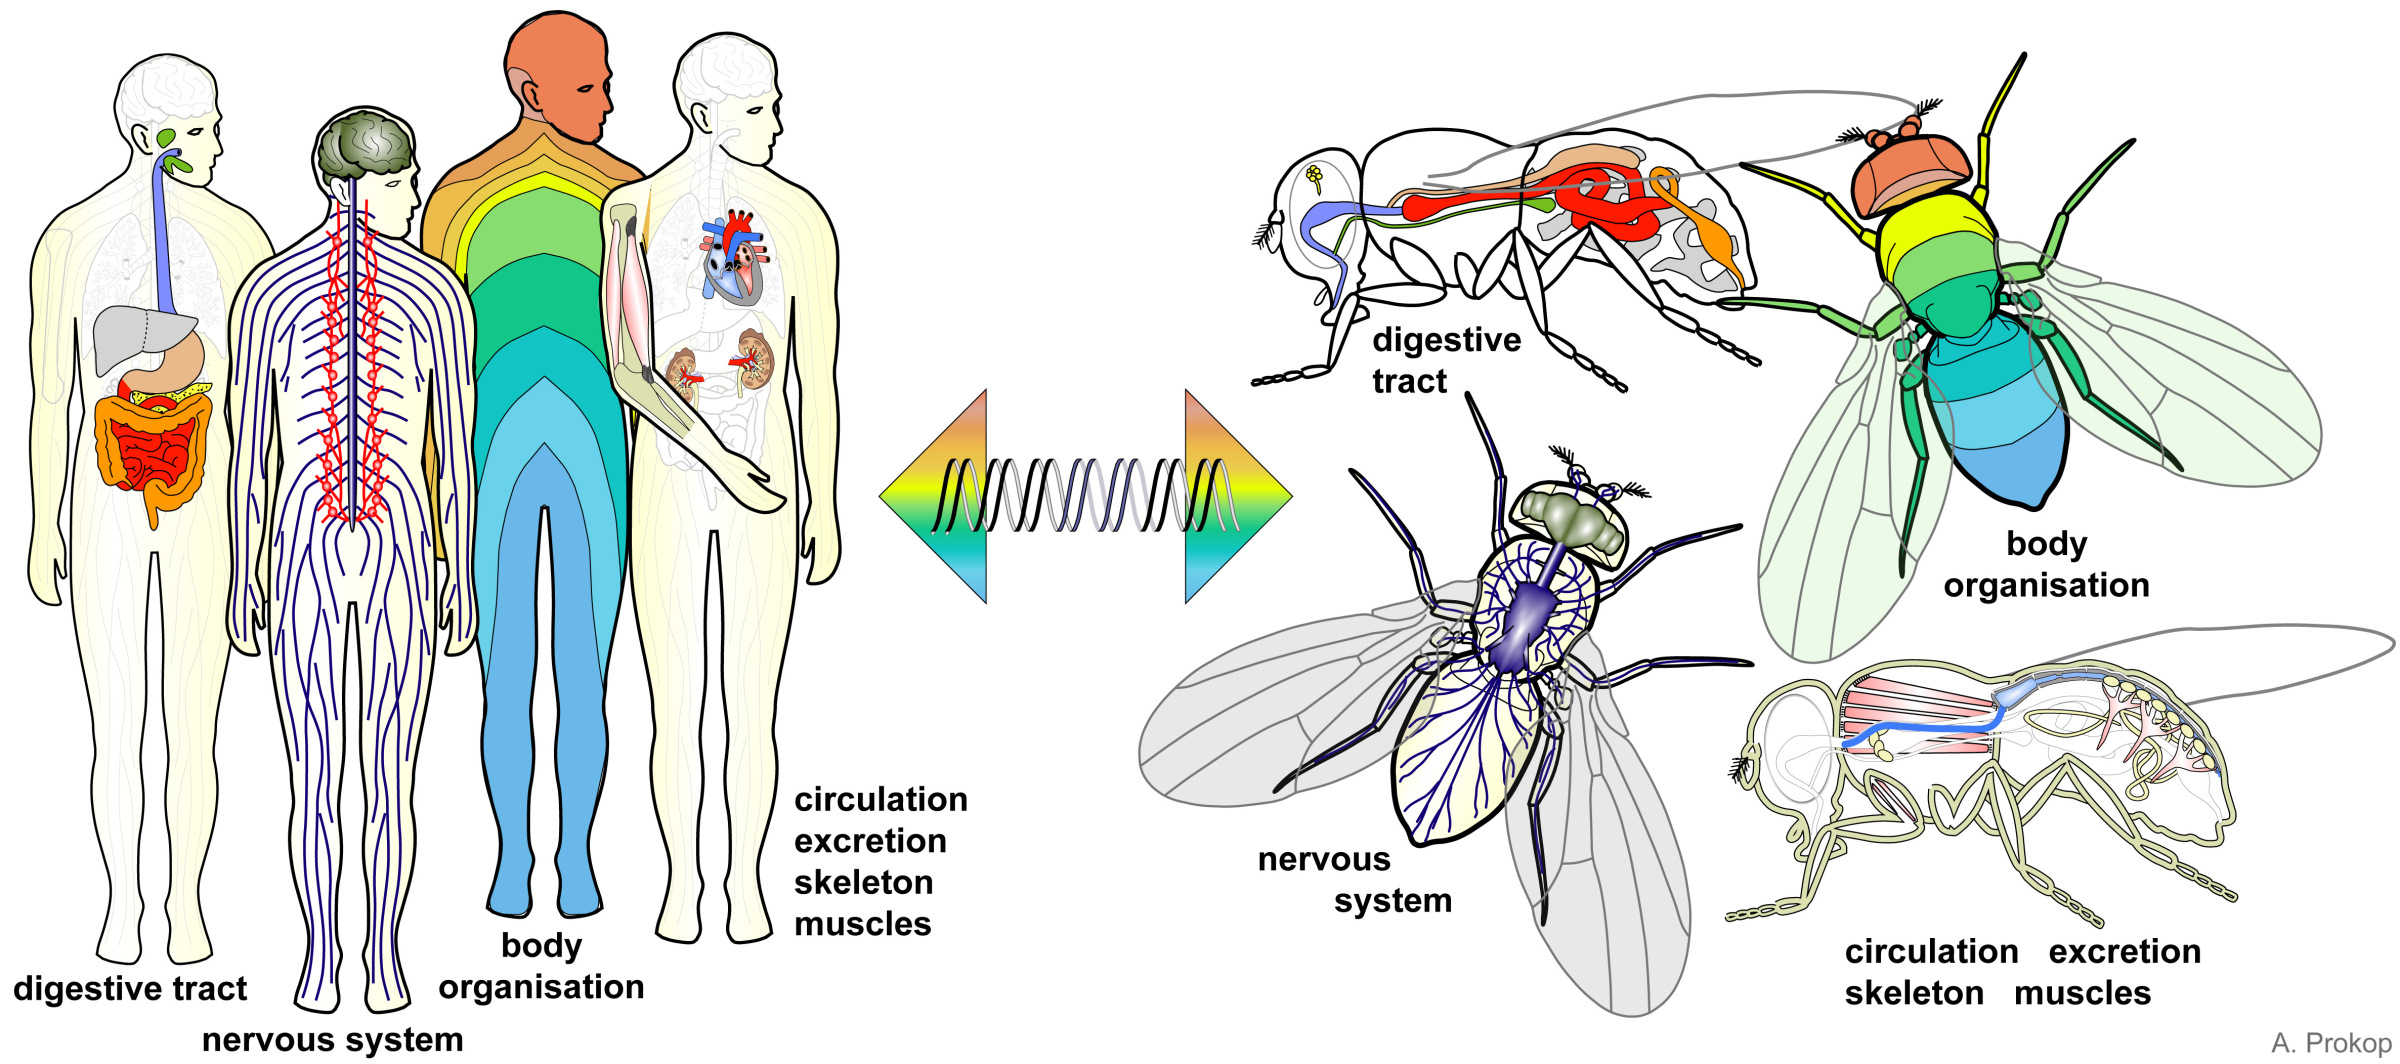 digestive tract
nervous system
body
organisation
circulation
excretion
skeleton
muscles
digestive
tract
body
organisation
nervous
system
circulation excretion
skeleton muscles
A. Prokop